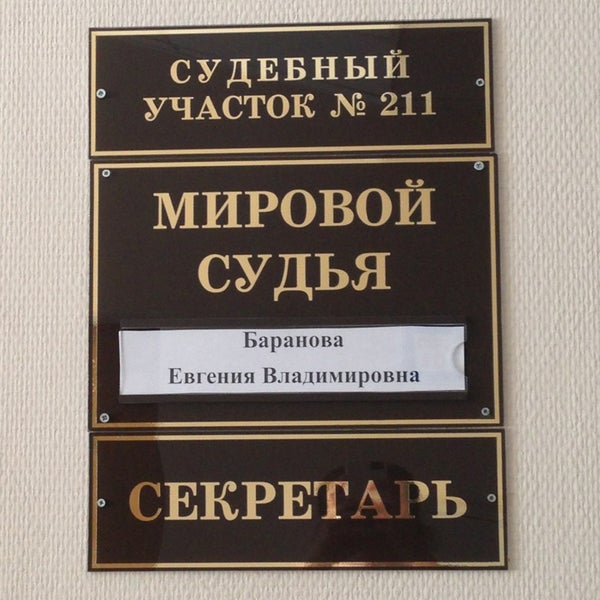 СУДЕБНЫЙ
УЧАСТОК № 211
МИРОВОЙ
СУДЬЯ
Баранова
Евгения Владимировна
СЕКРЕТАРЬ